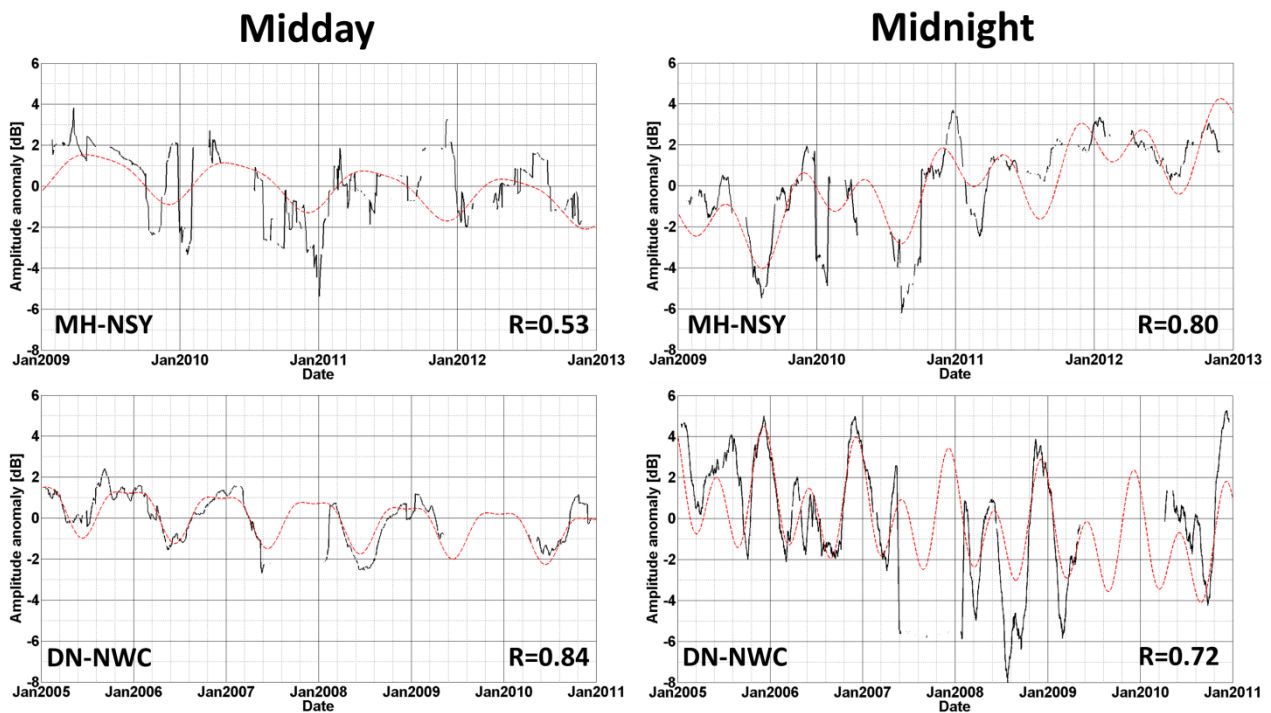 Midday
Midnight
6
4
2
0
-2
-4
-6
-8
Amplitude anomaly [dB]
MH-NSY
R=0.53
Jan2009
Jan2010
Jan2011
Jan2012
Jan2013
Date
6
4
2
0
-2
-4
-6
-8
Amplitude anomaly [dB]
MH-NSY
R=0.80
Jan2009
Jan2010
Jan2011
Jan2012
Jan2013
Date
6
4
2
0
-2
-4
-6
-8
Amplitude anomaly [dB]
DN-NWC
R=0.84
Jan2005
Jan2006
Jan2007
Jan2008
Jan2009
Jan2010
Jan2011
Date
6
4
2
0
-2
-4
-6
-8
Amplitude anomaly [dB]
DN-NWC
R=0.72
Jan2005
Jan2006
Jan2007
Jan2008
Jan2009
Jan2010
Jan2011
Date